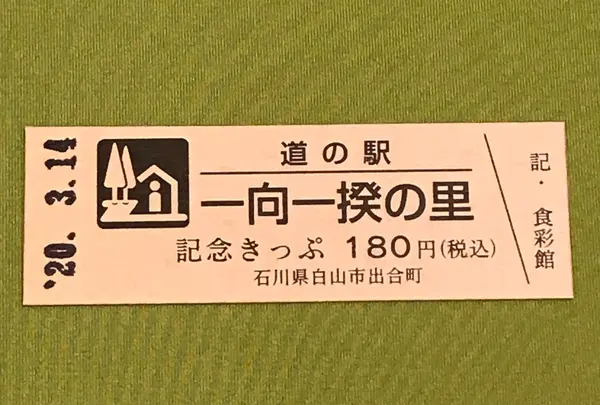 '20. 3.14
道の駅
一向一揆の里
記念きっぷ 180円(税込)
石川県白山市出合町
記・食彩館